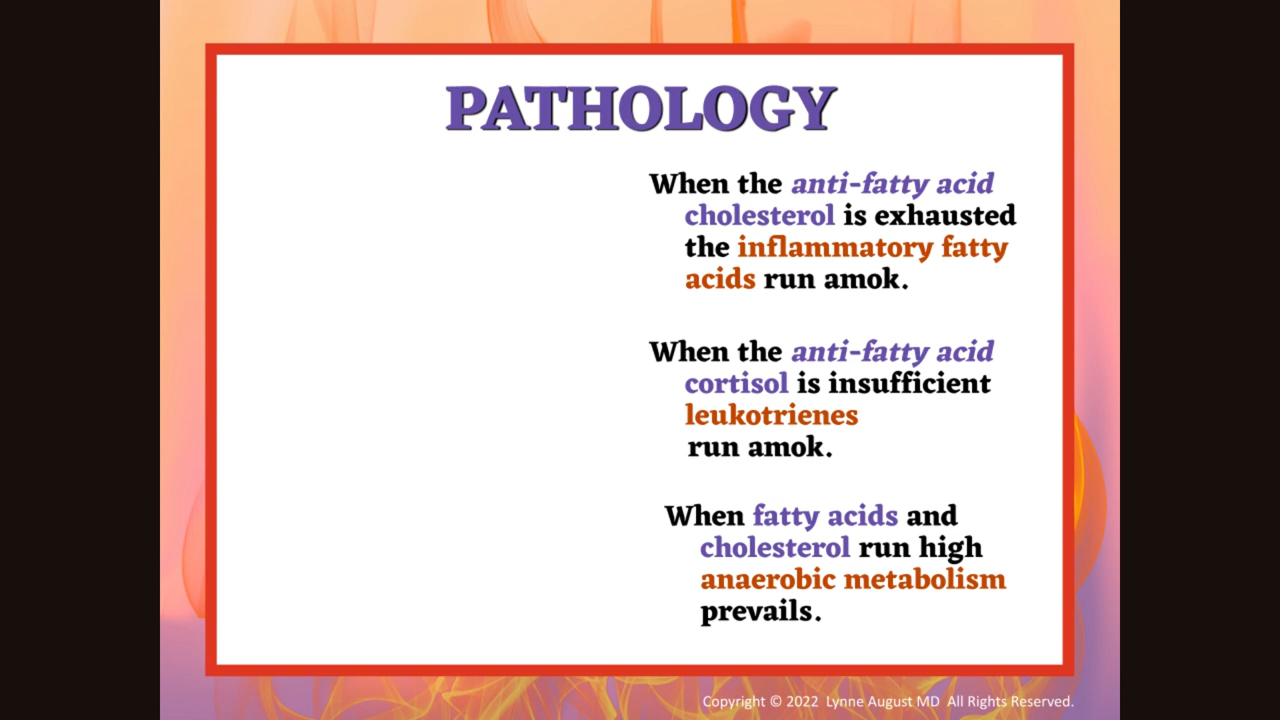 PATHOLOGY
When the anti-fatty acid
cholesterol is exhausted
the inflammatory fatty
acids run amok.
When the anti-fatty acid
cortisol is insufficient
leukotrienes
run amok.
When fatty acids and
cholesterol run high
anaerobic metabolism
prevails.
Copyright © 2022 Lynne August MD All Rights Reserved.